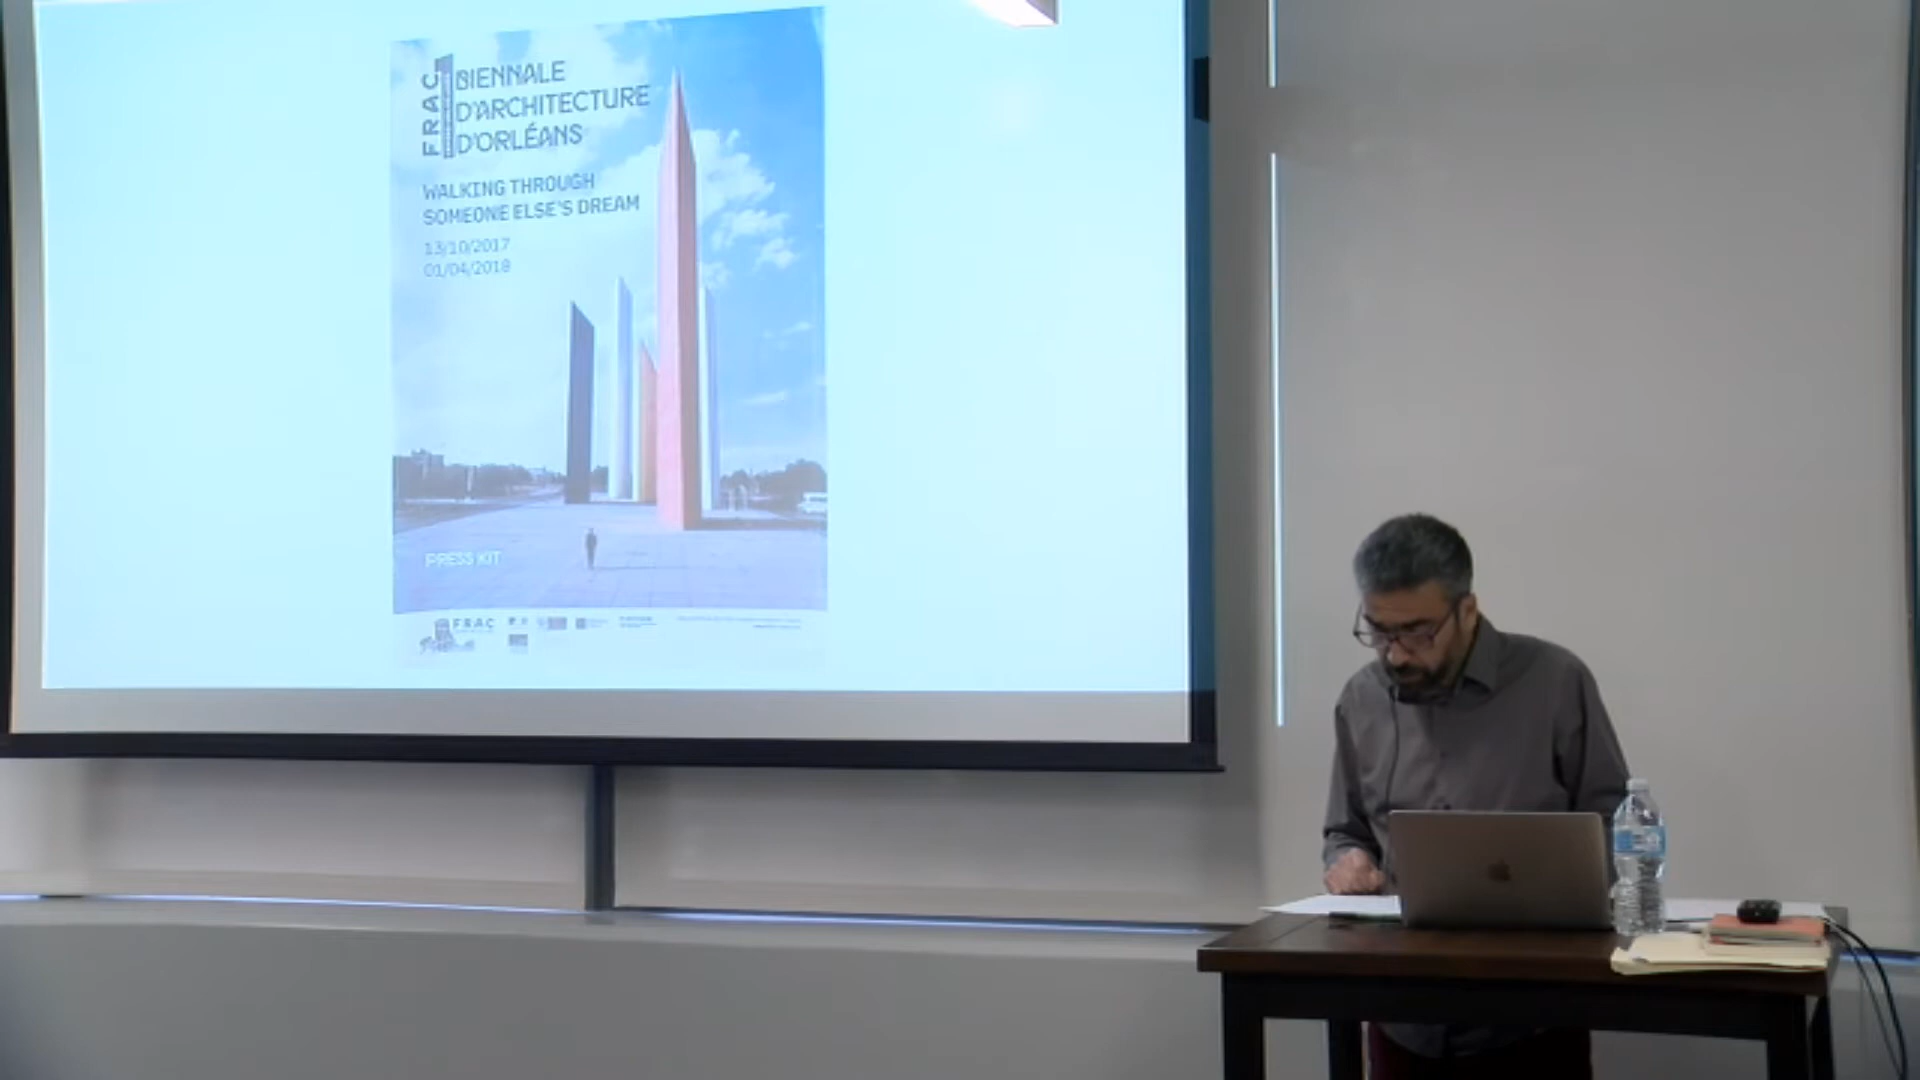 FRAC
BIENNALE
D'ARCHITECTURE
D'ORLÉANS
WALKING THROUGH
SOMEONE ELSE'S DREAM
13/10/2017
01/04/2018
PRESS KIT
FRAC